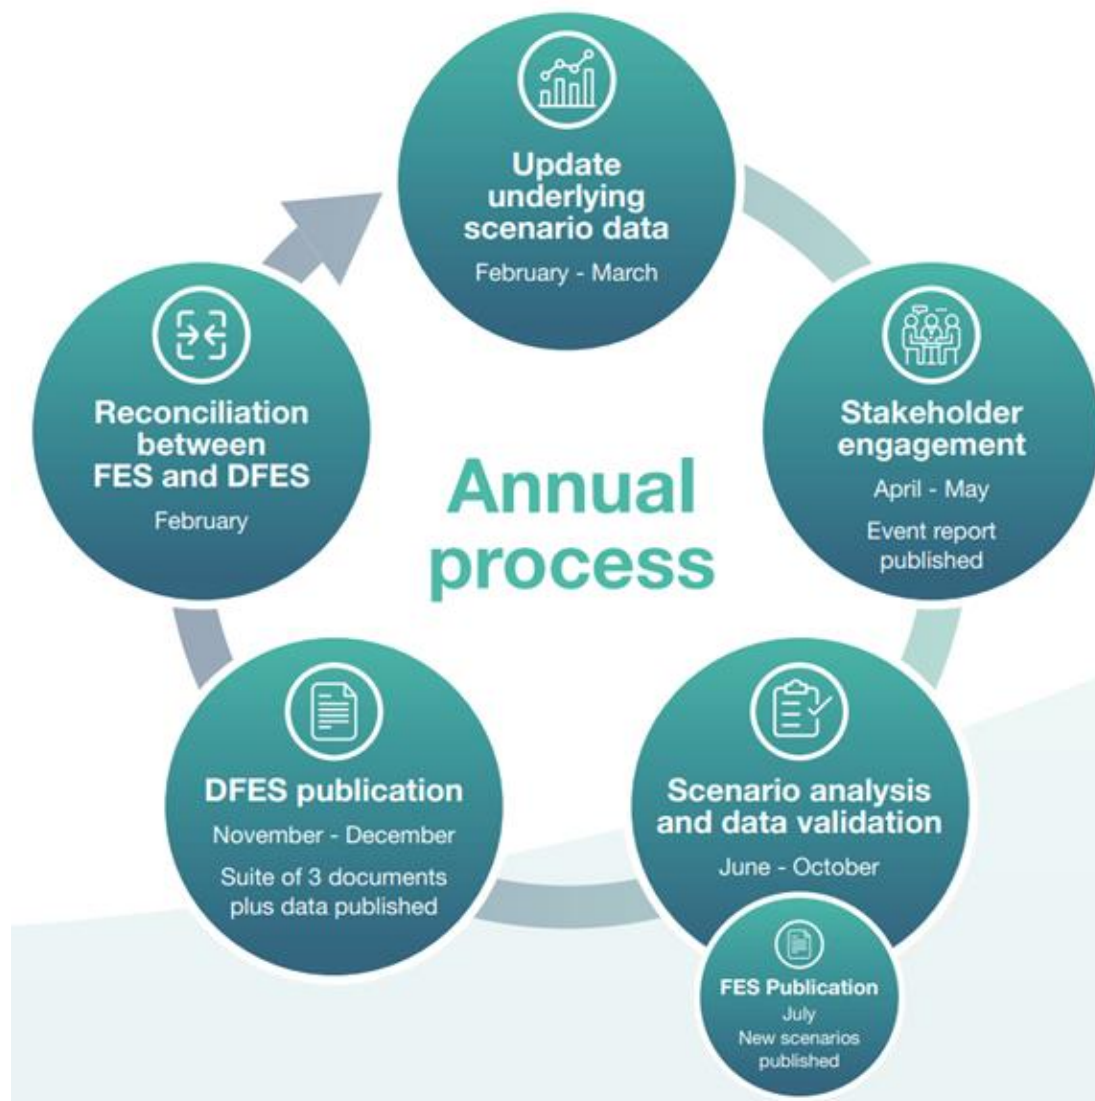 Annual
process
Update
underlying
scenario data
February - March
Stakeholder
engagement
April - May
Event report
published
Scenario analysis
and data validation
June - October
FES Publication
July
New scenarios
published
DFES publication
November - December
Suite of 3 documents
plus data published
Reconciliation
between
FES and DFES
February